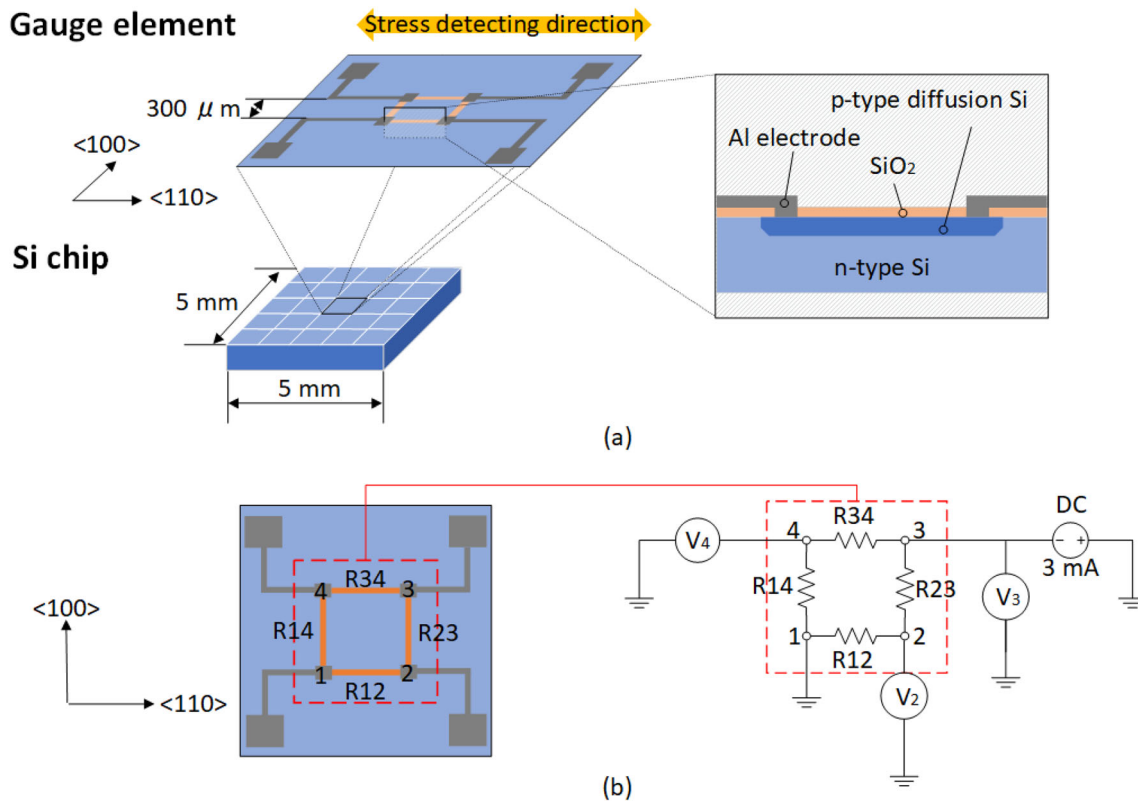 Gauge element
Stress detecting direction
300 μm
<100>
<110>
p-type diffusion Si
Al electrode
SiO₂
n-type Si
Si chip
5 mm
5 mm
(a)
R34
4
3
R14
R23
1
2
R12
<100>
<110>
V4
4
R34
3
DC
− +
3 mA
R14
R23
V3
1
2
R12
V2
(b)